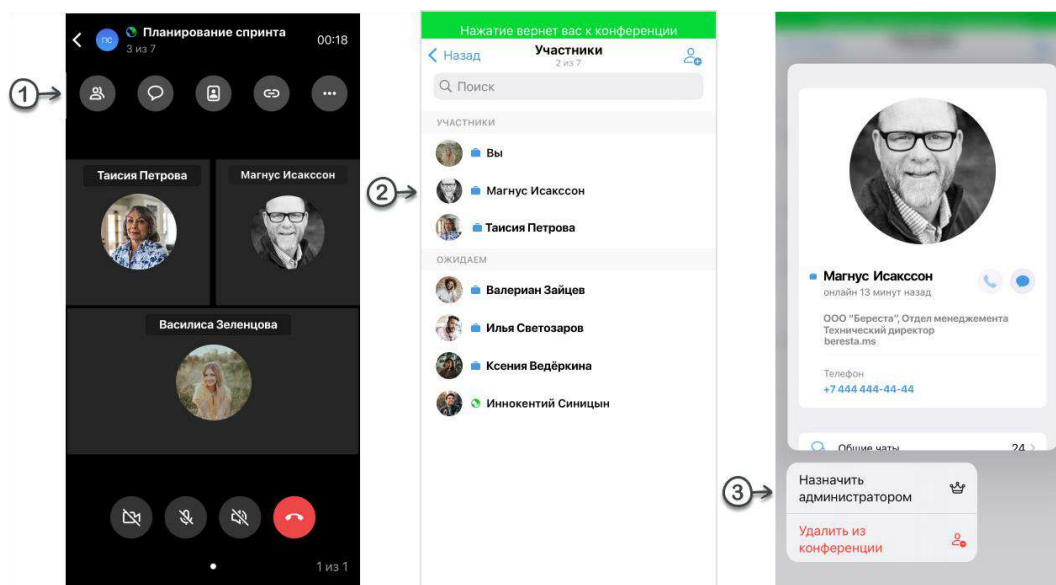 ПС
Планирование спринта
3 из 7
00:18
1
Таисия Петрова
Магнус Исакссон
Василиса Зеленцова
1 из 1
Нажатие вернет вас к конференции
Назад
Участники
2 из 7
Поиск
УЧАСТНИКИ
Вы
2
Магнус Исакссон
Таисия Петрова
ОЖИДАЕМ
Валериан Зайцев
Илья Светозаров
Ксения Ведёркина
Иннокентий Синицын
Магнус Исакссон
онлайн 13 минут назад
ООО "Береста", Отдел менеджемента
Технический директор
beresta.ms
Телефон
+7 444 444-44-44
Общие чаты
24
3
Назначить
администратором
Удалить из
конференции